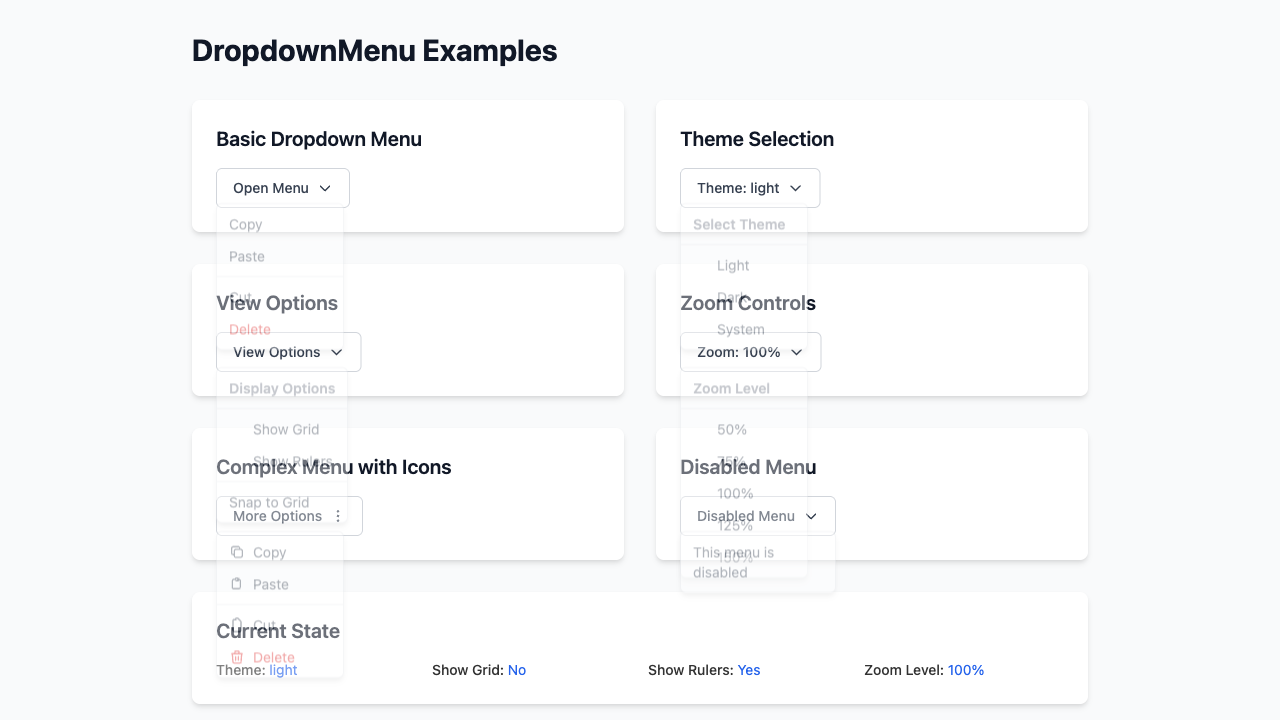 DropdownMenu Examples
Basic Dropdown Menu
Open Menu
Copy
Paste
Cut
Delete
Theme Selection
Theme: light
Select Theme
Light
Dark
System
View Options
View Options
Display Options
Show Grid
Show Rulers
Snap to Grid
Zoom Controls
Zoom: 100%
Zoom Level
50%
75%
100%
125%
150%
Complex Menu with Icons
More Options
Copy
Paste
Cut
Delete
Disabled Menu
Disabled Menu
This menu is
disabled
Current State
Theme: light
Show Grid: No
Show Rulers: Yes
Zoom Level: 100%